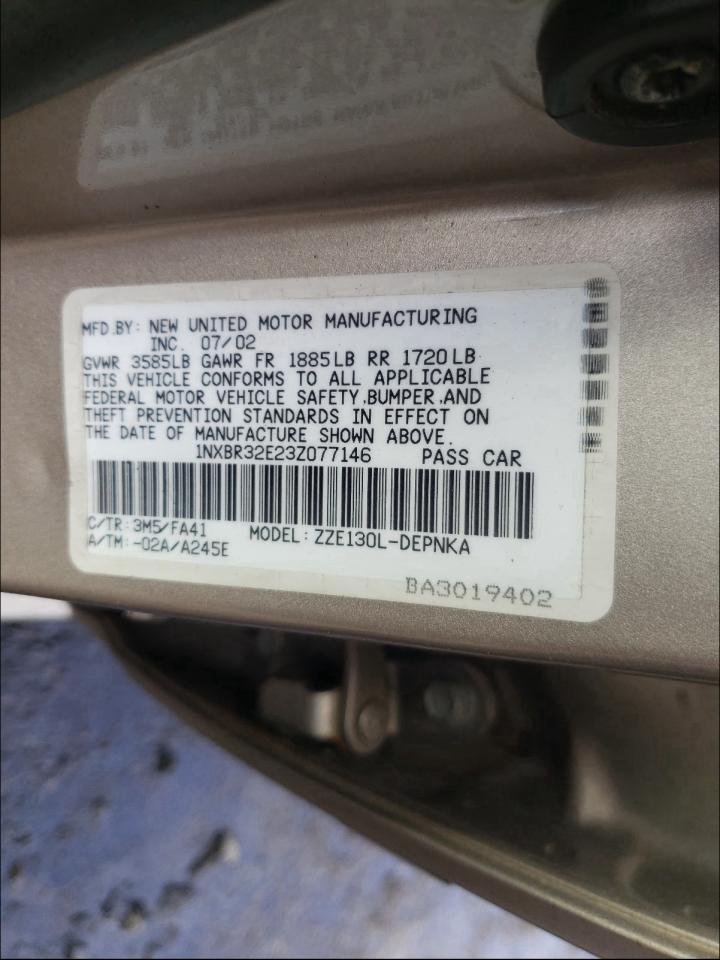 MFD.BY: NEW UNITED MOTOR MANUFACTURING
INC. 07/02
GVWR 3585LB GAWR FR 1885LB RR 1720LB
THIS VEHICLE CONFORMS TO ALL APPLICABLE
FEDERAL MOTOR VEHICLE SAFETY,BUMPER,AND
THEFT PREVENTION STANDARDS IN EFFECT ON
THE DATE OF MANUFACTURE SHOWN ABOVE.
1NXBR32E23Z077146 PASS CAR
C/TR: 3M5/FA41 MODEL: ZZE130L-DEPNKA
A/TM: -02A/A245E
BA3019402